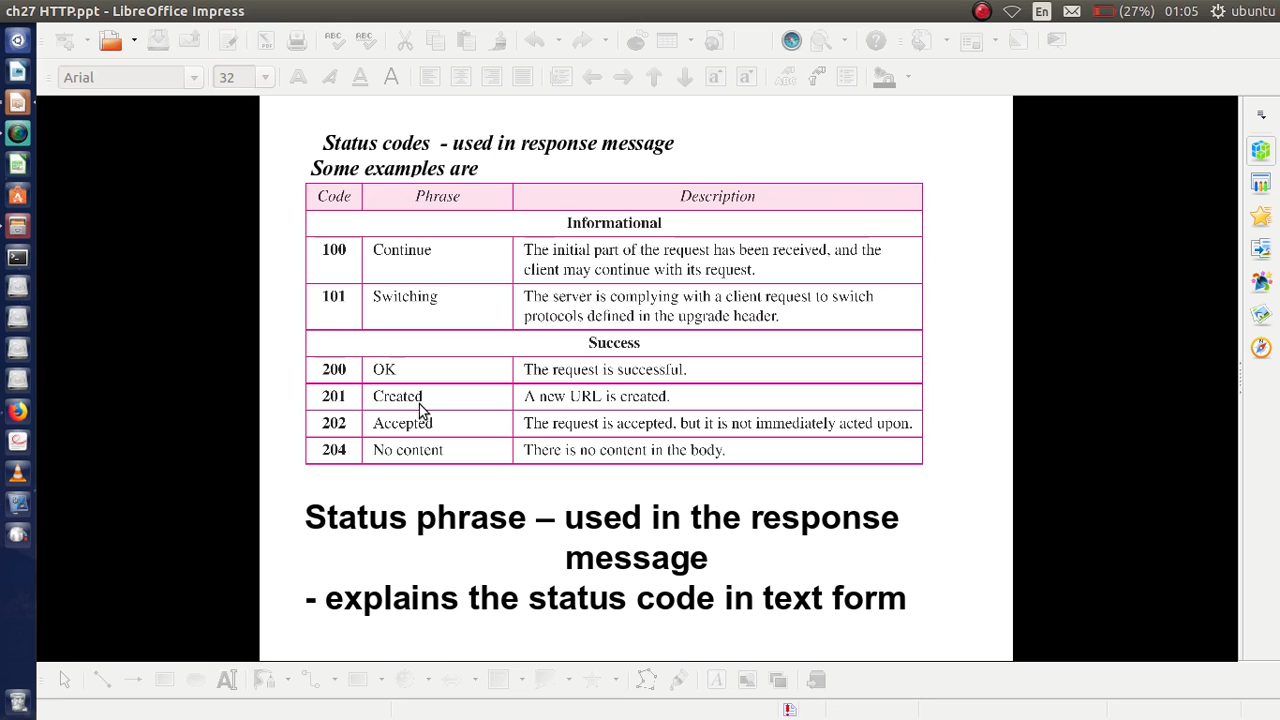 ch27 HTTP.ppt - LibreOffice Impress
En (27%) 01:05 ubuntu
Arial 32
Status codes - used in response message
Some examples are
Code Phrase Description
Informational
100 Continue The initial part of the request has been received, and the
client may continue with its request.
101 Switching The server is complying with a client request to switch
protocols defined in the upgrade header.
Success
200 OK The request is successful.
201 Created A new URL is created.
202 Accepted The request is accepted, but it is not immediately acted upon.
204 No content There is no content in the body.
Status phrase – used in the response
message
- explains the status code in text form